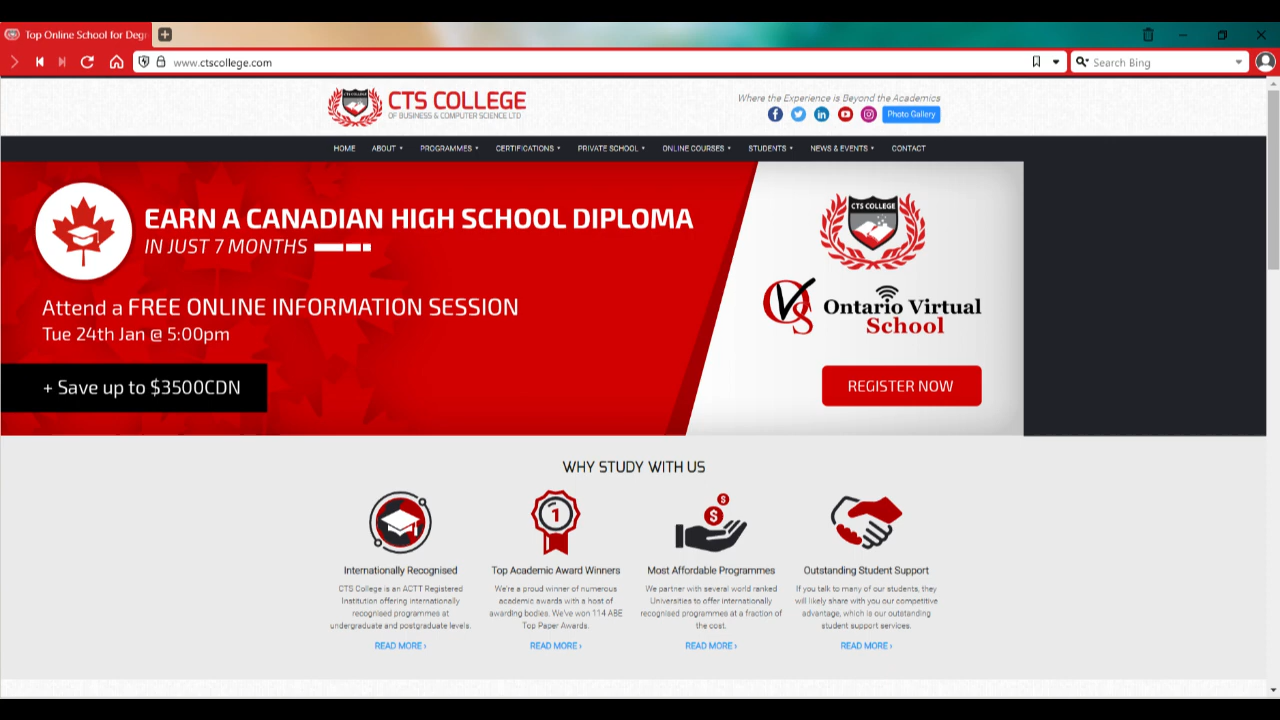 Top Online School for Deg
www.ctscollege.com
Search Bing
CTS COLLEGE
CTS COLLEGE
OF BUSINESS & COMPUTER SCIENCE LTD
Where the Experience is Beyond the Academics
Photo Gallery
HOME ABOUT PROGRAMMES CERTIFICATIONS PRIVATE SCHOOL ONLINE COURSES STUDENTS NEWS & EVENTS CONTACT
EARN A CANADIAN HIGH SCHOOL DIPLOMA
IN JUST 7 MONTHS
Attend a FREE ONLINE INFORMATION SESSION
Tue 24th Jan @ 5:00pm
+ Save up to $3500CDN
CTS COLLEGE
OVS
Ontario Virtual
School
REGISTER NOW
WHY STUDY WITH US
1
$
$
Internationally Recognised
CTS College is an ACTT Registered
Institution offering internationally
recognised programmes at
undergraduate and postgraduate levels.
READ MORE ›
Top Academic Award Winners
We're a proud winner of numerous
academic awards with a host of
awarding bodies. We've won 114 ABE
Top Paper Awards.
READ MORE ›
Most Affordable Programmes
We partner with several world ranked
Universities to offer internationally
recognised programmes at a fraction of
the cost.
READ MORE ›
Outstanding Student Support
If you talk to many of our students, they
will likely share with you our competitive
advantage, which is our outstanding
student support services.
READ MORE ›